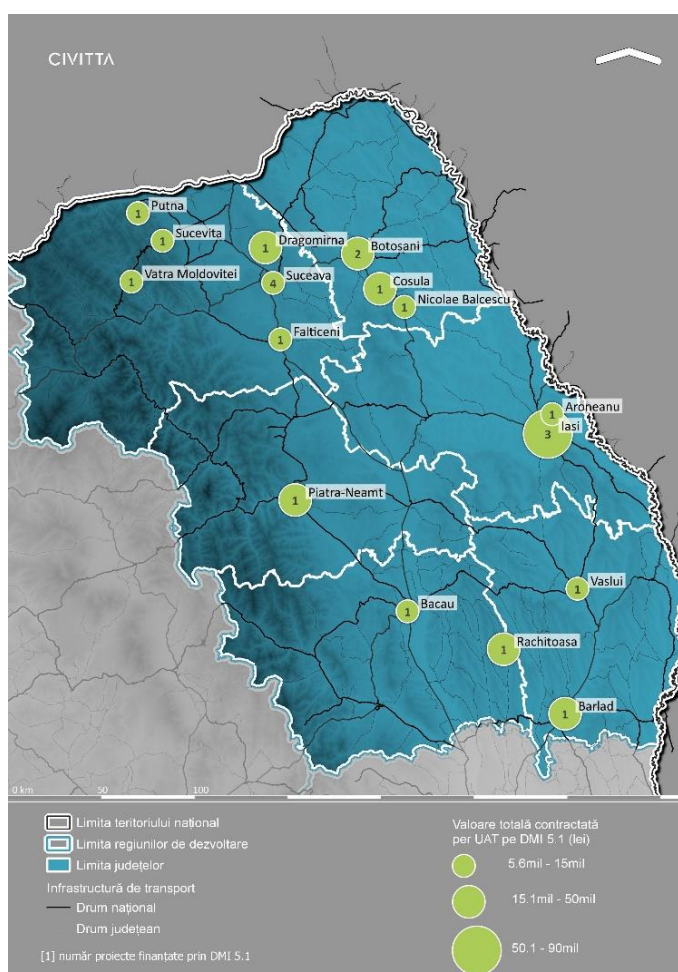 CIVITTA
1 Putna
1 Sucevita
1 Dragomirna
2 Botosani
1 Vatra Moldovitei
4 Suceava
1 Cosula
1 Nicolae Balcescu
1 Falticeni
1 Aroneanu
3 Iasi
1 Piatra-Neamt
1 Vaslui
1 Bacau
1 Rachitoasa
1 Barlad
0 km 50 100
Limita teritoriului național
Limita regiunilor de dezvoltare
Limita județelor
Infrastructură de transport
Drum național
Drum județean
[1] număr proiecte finanțate prin DMI 5.1
Valoare totală contractată
per UAT pe DMI 5.1 (lei)
5.6mil - 15mil
15.1mil - 50mil
50.1 - 90mil